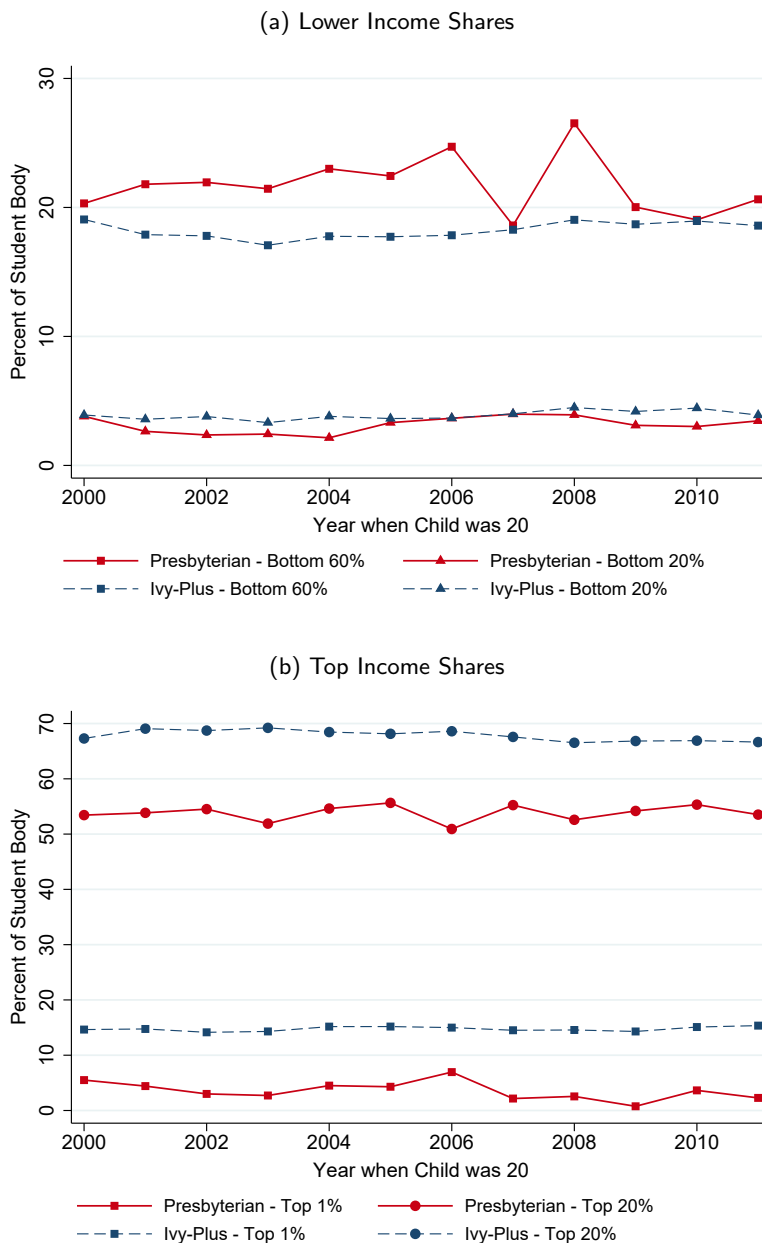 (a) Lower Income Shares
Percent of Student Body
30
20
10
0
2000 2002 2004 2006 2008 2010
Year when Child was 20
Presbyterian - Bottom 60% Presbyterian - Bottom 20%
Ivy-Plus - Bottom 60% Ivy-Plus - Bottom 20%
(b) Top Income Shares
Percent of Student Body
70
60
50
40
30
20
10
0
2000 2002 2004 2006 2008 2010
Year when Child was 20
Presbyterian - Top 1% Presbyterian - Top 20%
Ivy-Plus - Top 1% Ivy-Plus - Top 20%